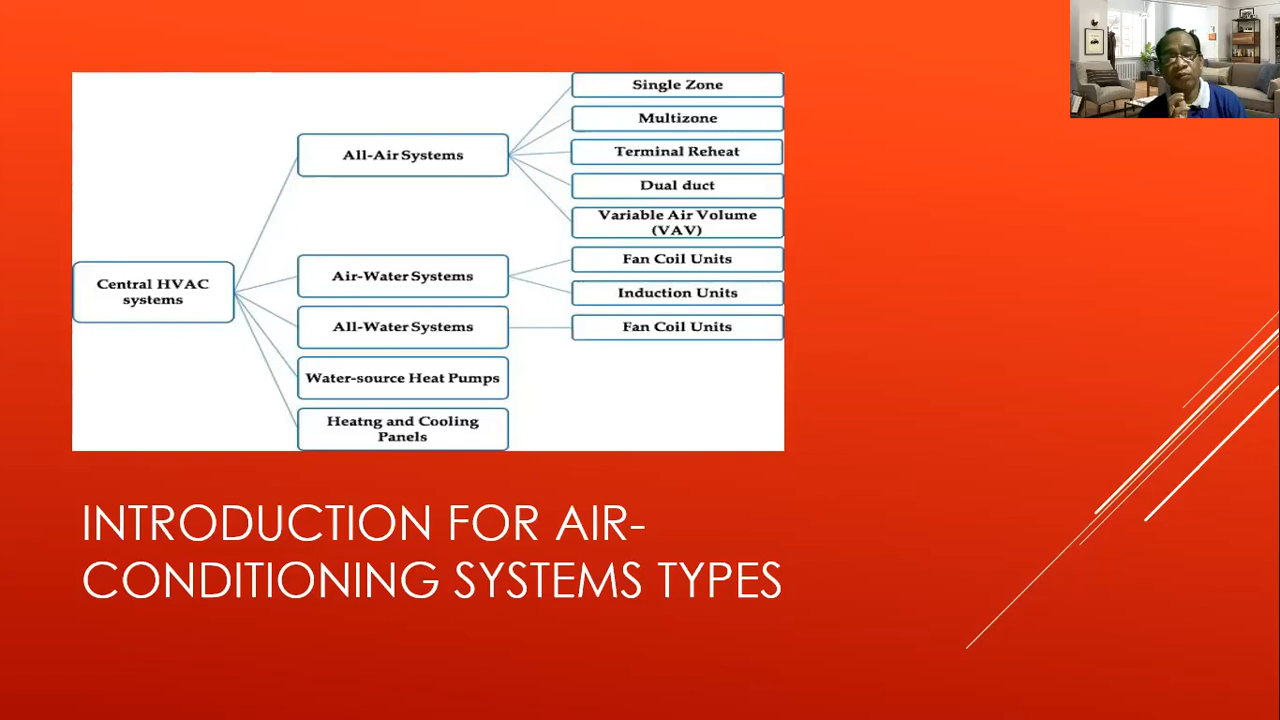 Single Zone
Multizone
Terminal Reheat
Dual duct
Variable Air Volume
(VAV)
All-Air Systems
Fan Coil Units
Induction Units
Air-Water Systems
Central HVAC
systems
All-Water Systems
Fan Coil Units
Water-source Heat Pumps
Heatng and Cooling
Panels
INTRODUCTION FOR AIR-
CONDITIONING SYSTEMS TYPES